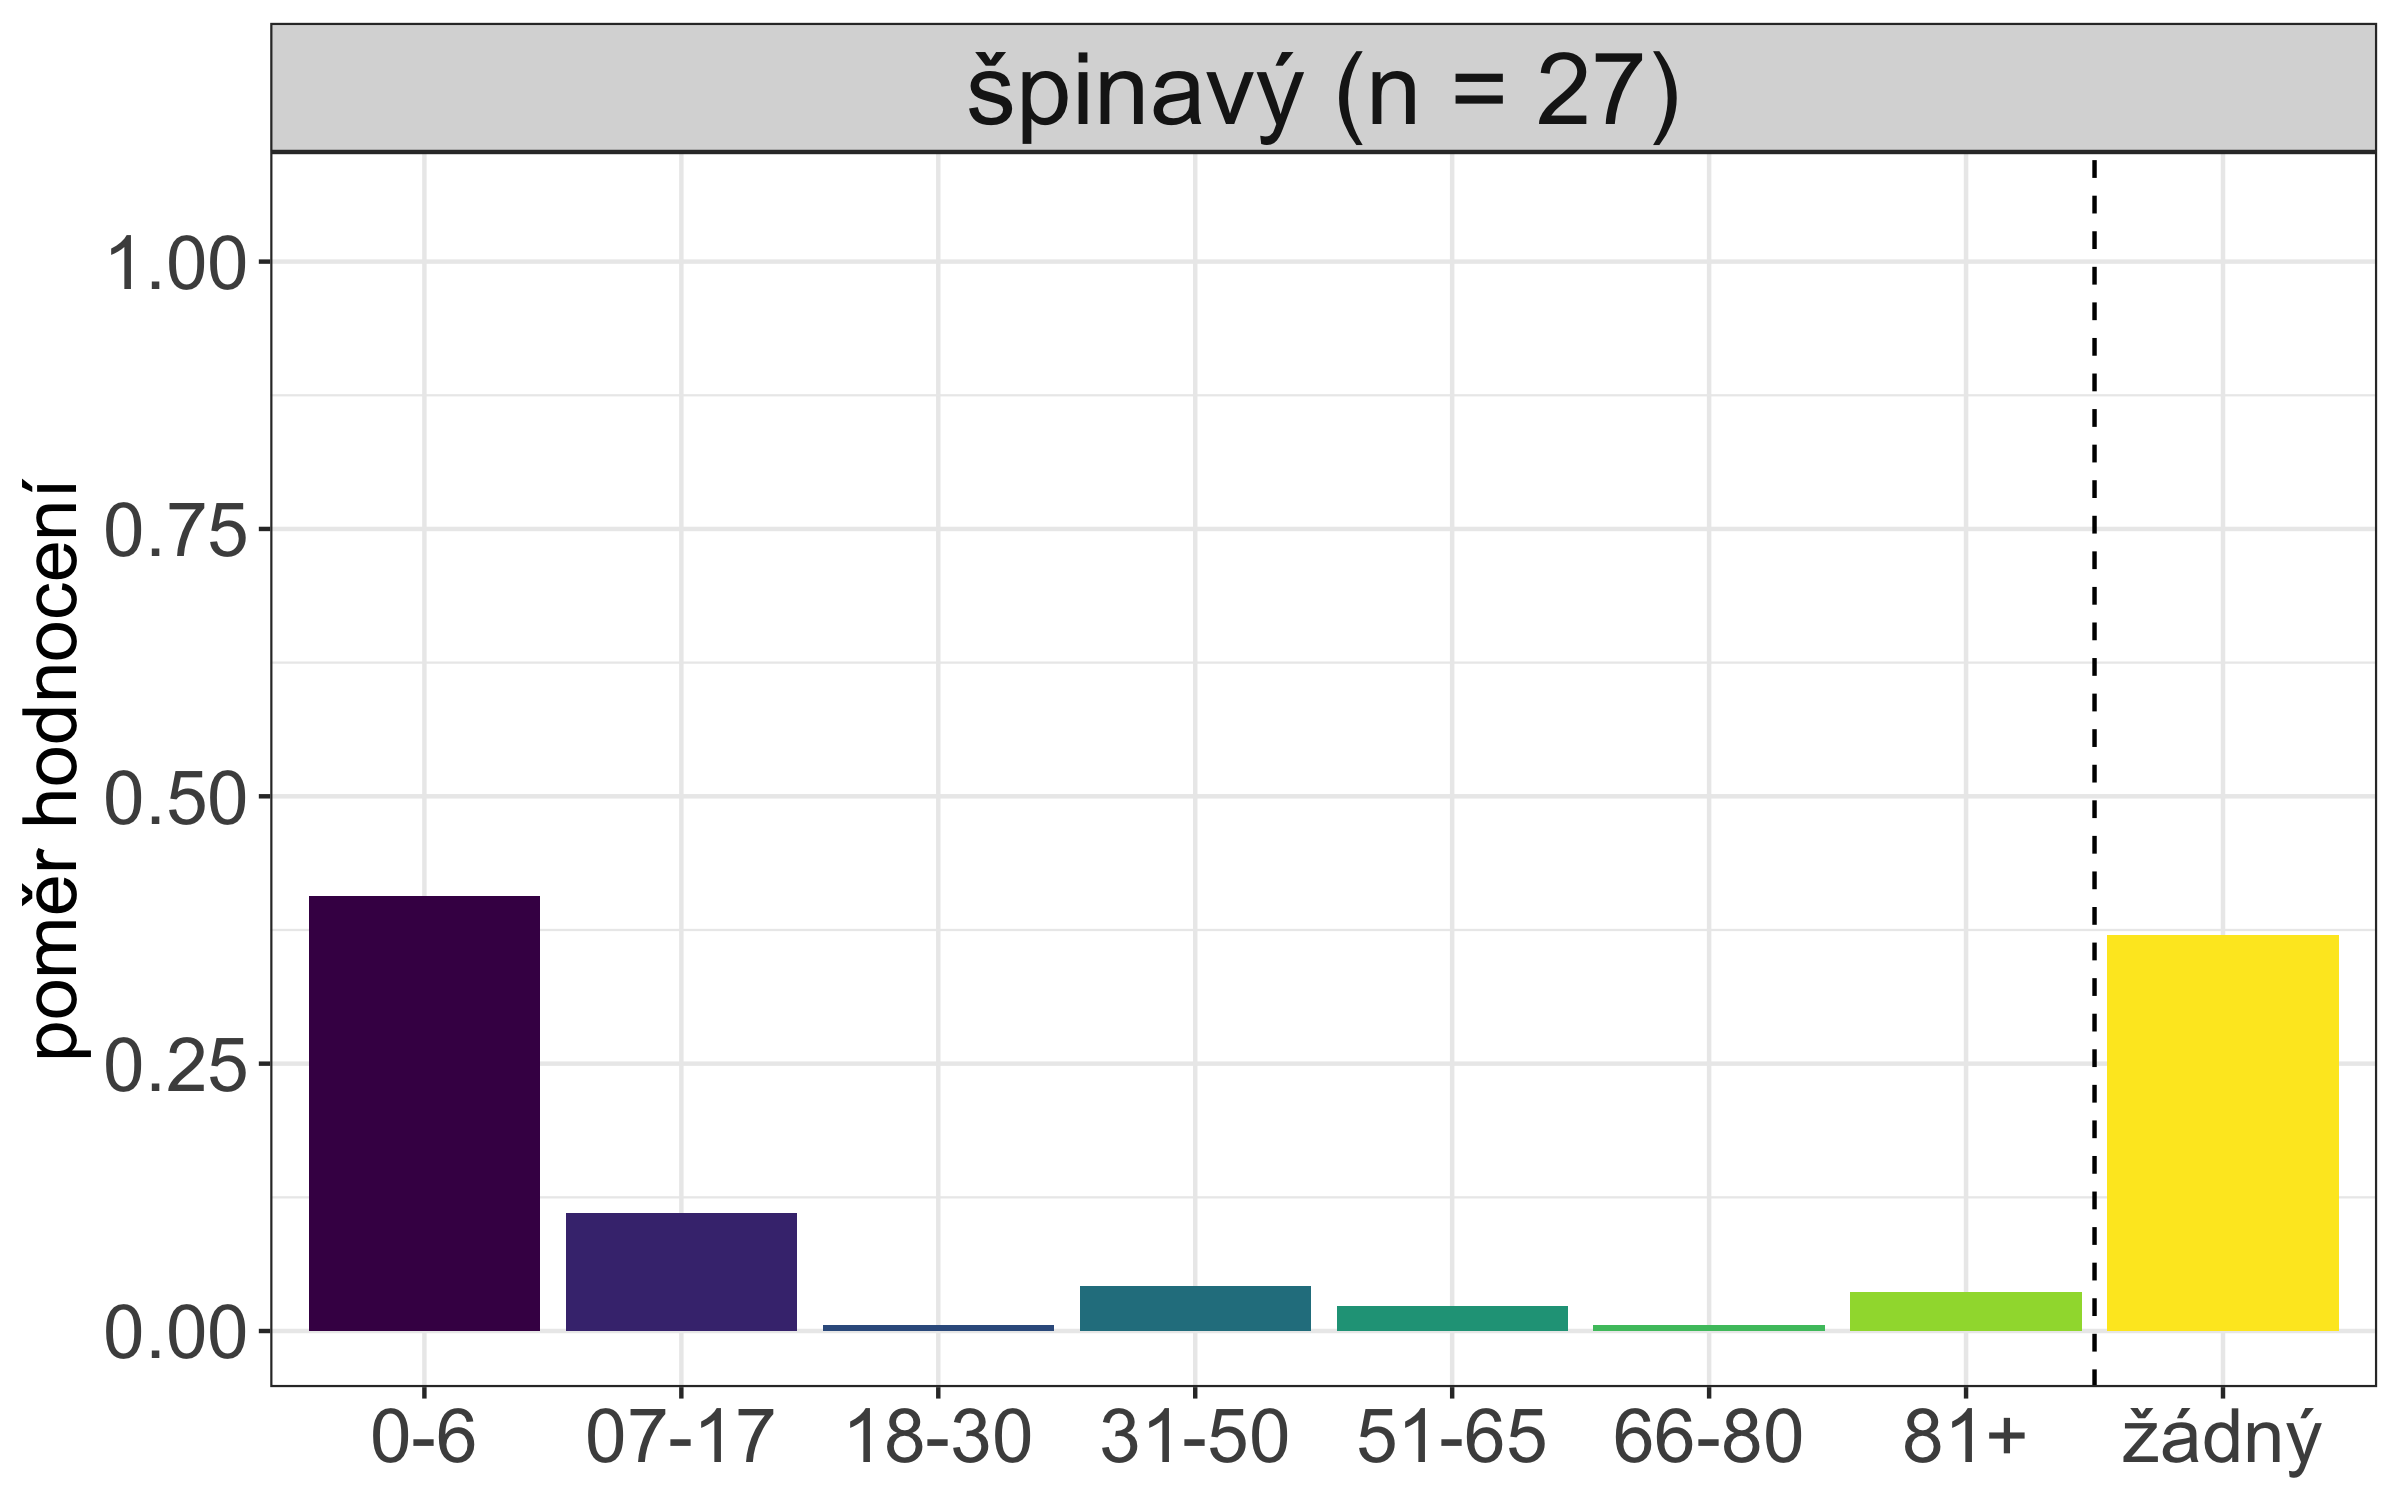 špinavý (n = 27)
poměr hodnocení
1.00
0.75
0.50
0.25
0.00
0-6 07-17 18-30 31-50 51-65 66-80 81+ žádný